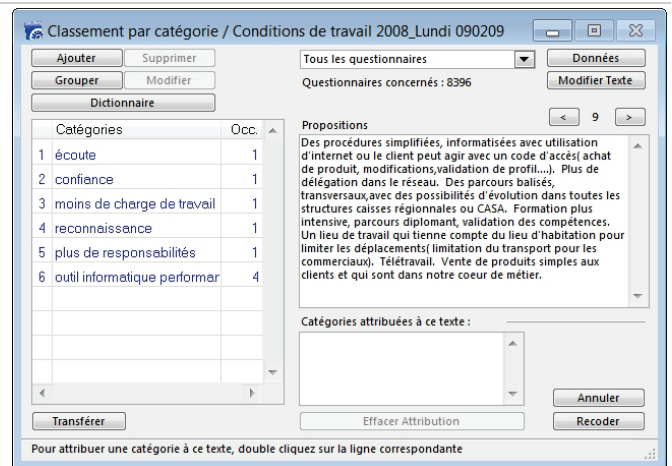 Classement par catégorie / Conditions de travail 2008_Lundi 090209
Ajouter Supprimer
Grouper Modifier
Dictionnaire
Catégories Occ.
1 écoute 1
2 confiance 1
3 moins de charge de travail 1
4 reconnaissance 1
5 plus de responsabilités 1
6 outil informatique performar 4
Transférer
Tous les questionnaires Données
Questionnaires concernés : 8396 Modifier Texte
Propositions < 9 >
Des procédures simplifiées, informatisées avec utilisation
d'internet ou le client peut agir avec un code d'accès( achat
de produit, modifications,validation de profil....). Plus de
délégation dans le réseau. Des parcours balisés,
transversaux,avec des possibilités d'évolution dans toutes les
structures caisses régionales ou CASA. Formation plus
intensive, parcours diplomant, validation des compétences.
Un lieu de travail qui tienne compte du lieu d'habitation pour
limiter les déplacements( limitation du transport pour les
commerciaux). Télétravail. Vente de produits simples aux
clients et qui sont dans notre coeur de métier.
Catégories attribuées à ce texte :
Annuler
Effacer Attribution Recoder
Pour attribuer une catégorie à ce texte, double cliquez sur la ligne correspondante